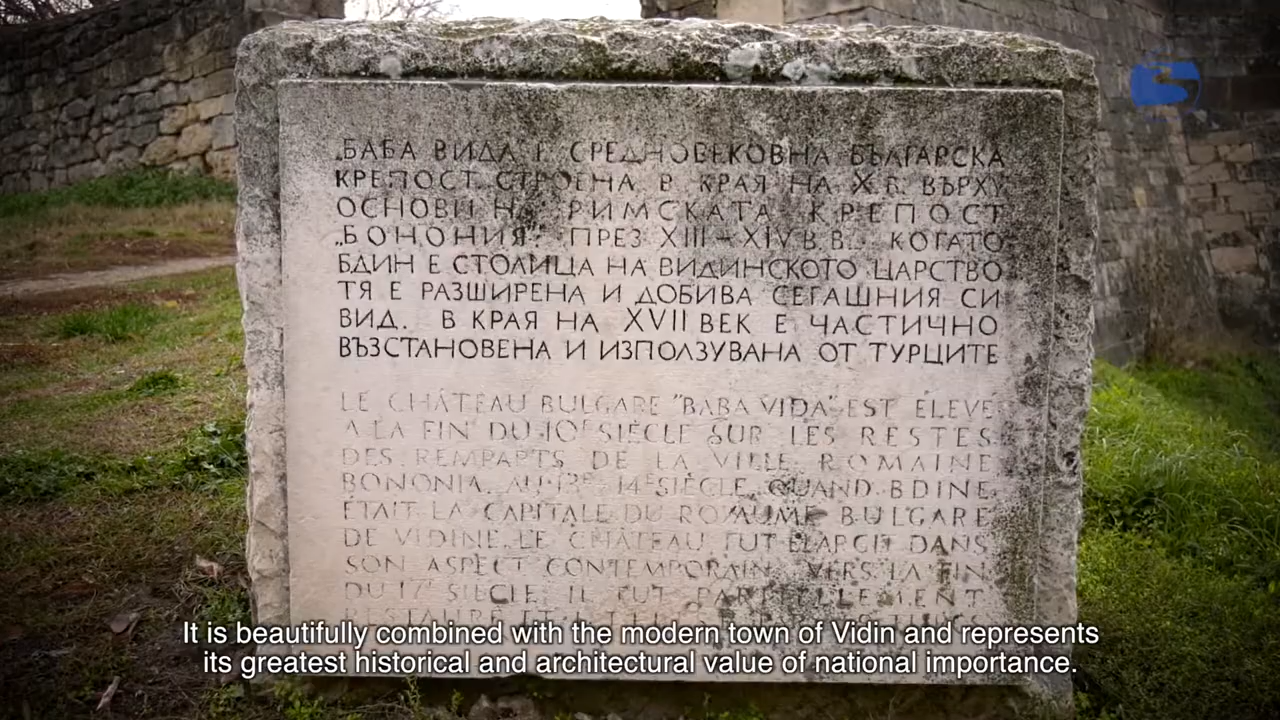 „БАБА ВИДА" Е СРЕДНОВЕКОВНА БЪЛГАРСКА
КРЕПОСТ СТРОЕНА В КРАЯ НА X В. ВЪРХУ
ОСНОВИ НА РИМСКАТА КРЕПОСТ
„БОНОНИЯ". ПРЕЗ XIII – XIV В В. КОГАТО
БДИН Е СТОЛИЦА НА ВИДИНСКОТО ЦАРСТВО
ТЯ Е РАЗШИРЕНА И ДОБИВА СЕГАШНИЯ СИ
ВИД. В КРАЯ НА XVII ВЕК Е ЧАСТИЧНО
ВЪЗСТАНОВЕНА И ИЗПОЛЗУВАНА ОТ ТУРЦИТЕ
LE CHÂTEAU BULGARE "BABA VIDA" EST ÉLEVÉ
A LA FIN DU 10E SIÈCLE SUR LES RESTES
DES REMPARTS DE LA VILLE ROMAINE
BONONIA. AU 13E - 14E SIÈCLE, QUAND BDINE
ÉTAIT LA CAPITALE DU ROYAUME BULGARE
DE VIDINE, LE CHÂTEAU FUT ÉLARGI DANS
SON ASPECT CONTEMPORAIN. VERS LA FIN
DU 17E SIÈCLE IL FUT PARTIELLEMENT
RESTAURÉ ET
It is beautifully combined with the modern town of Vidin and represents
its greatest historical and architectural value of national importance.